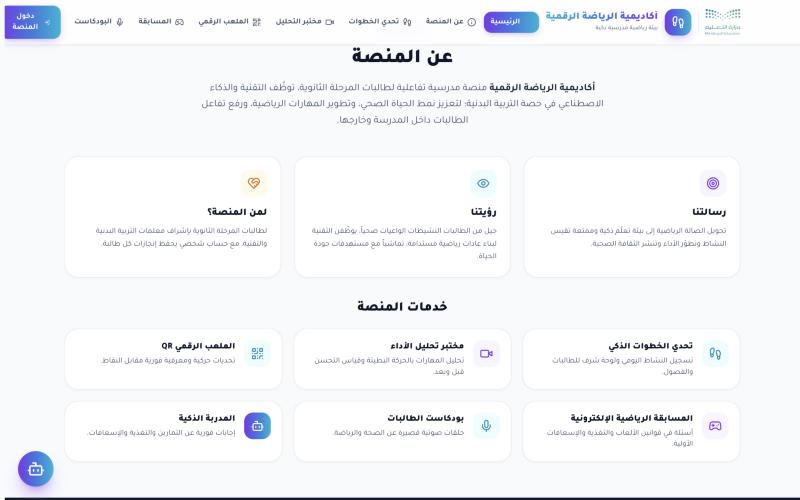 وزارة التعليم
Ministry of Education
أكاديمية الرياضة الرقمية
بيئة رياضية مدرسية ذكية
الرئيسية
عن المنصة
تحدي الخطوات
مختبر التحليل
الملعب الرقمي
المسابقة
البودكاست
دخول
المنصة
عن المنصة
أكاديمية الرياضة الرقمية منصة مدرسية تفاعلية لطالبات المرحلة الثانوية، توظّف التقنية والذكاء
الاصطناعي في حصة التربية البدنية؛ لتعزيز نمط الحياة الصحي، وتطوير المهارات الرياضية، ورفع تفاعل
الطالبات داخل المدرسة وخارجها.
رسالتنا
تحويل الصالة الرياضية إلى بيئة تعلّم ذكية وممتعة تقيس
النشاط وتطوّر الأداء وتنشر الثقافة الصحية.
رؤيتنا
جيل من الطالبات النشيطات الواعيات صحياً، يوظّفن التقنية
لبناء عادات رياضية مستدامة، تماشياً مع مستهدفات جودة
الحياة.
لمن المنصة؟
لطالبات المرحلة الثانوية بإشراف معلمات التربية البدنية
والتقنية، مع حساب شخصي يحفظ إنجازات كل طالبة.
خدمات المنصة
تحدي الخطوات الذكي
تسجيل النشاط اليومي ولوحة شرف للطالبات
والفصول.
مختبر تحليل الأداء
تحليل المهارات بالحركة البطيئة وقياس التحسن
قبل وبعد.
الملعب الرقمي QR
تحديات حركية ومعرفية فورية مقابل النقاط.
المسابقة الرياضية الإلكترونية
أسئلة في قوانين الألعاب والتغذية والإسعافات
الأولية.
بودكاست الطالبات
حلقات صوتية قصيرة عن الصحة والرياضة.
المدربة الذكية
إجابات فورية عن التمارين والتغذية والإسعافات.